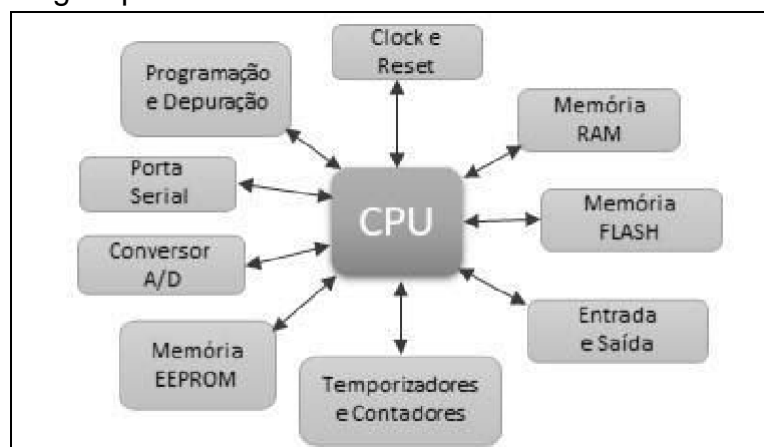 Clock e
Reset
Programação
e Depuração
Memória
RAM
Porta
Serial
CPU
Memória
FLASH
Conversor
A/D
Entrada
e Saída
Memória
EEPROM
Temporizadores
e Contadores